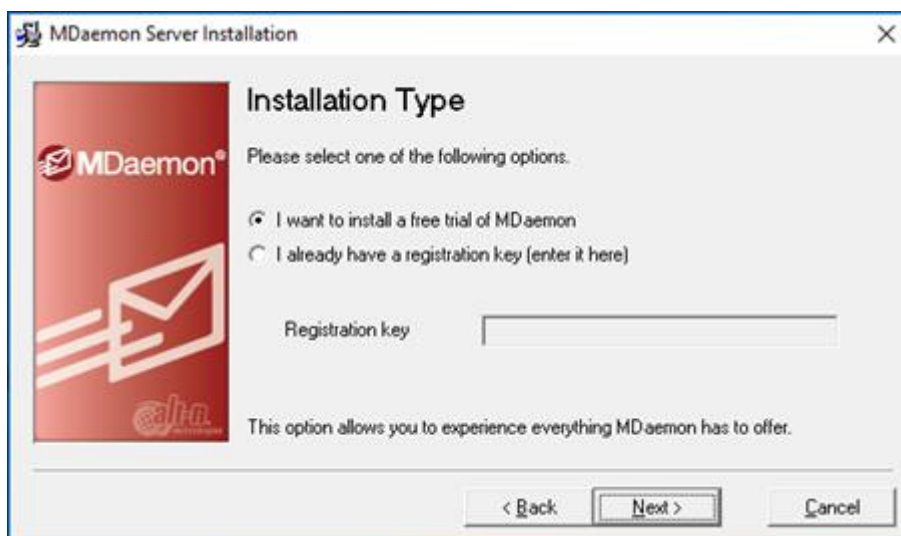 MDaemon Server Installation
MDaemon®
Installation Type
Please select one of the following options.
I want to install a free trial of MDaemon
I already have a registration key (enter it here)
Registration key
alt-n
This option allows you to experience everything MDaemon has to offer.
< Back
Next >
Cancel